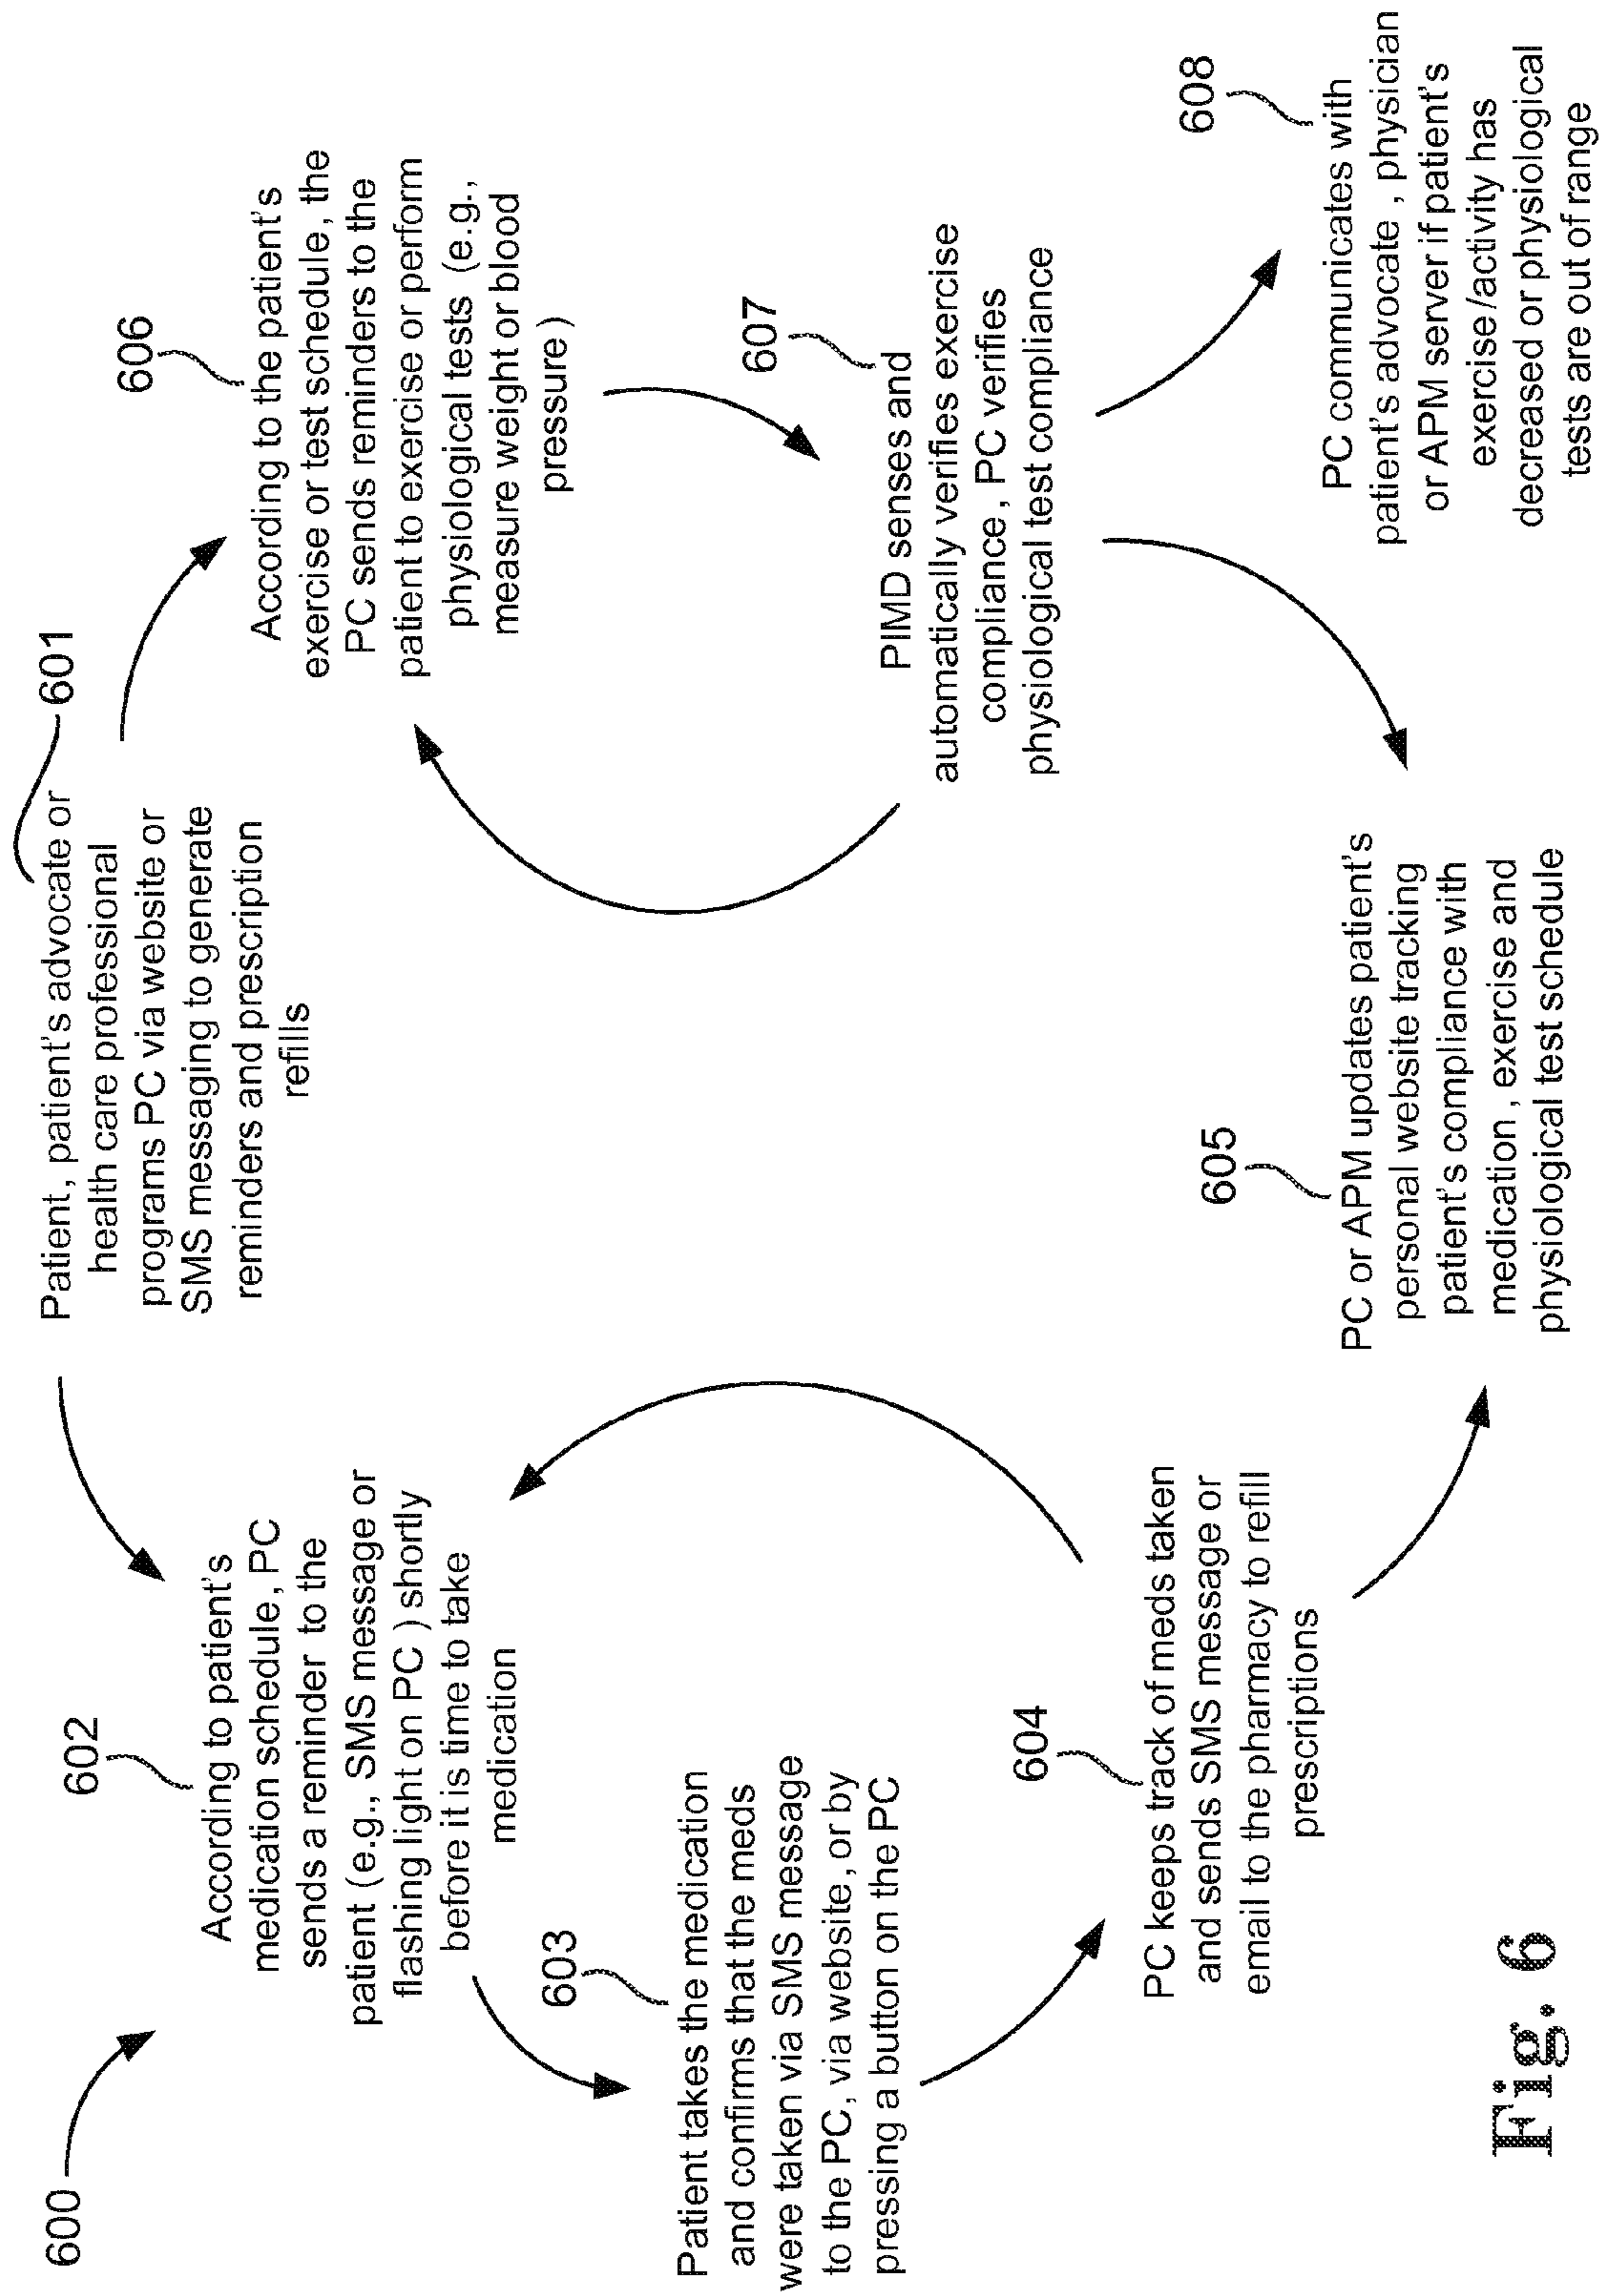 600
601
Patient, patient's advocate or
health care professional
programs PC via website or
SMS messaging to generate
reminders and prescription
refills
602
According to patient's
medication schedule, PC
sends a reminder to the
patient (e.g., SMS message or
flashing light on PC ) shortly
before it is time to take
medication
603
Patient takes the medication
and confirms that the meds
were taken via SMS message
to the PC, via website, or by
pressing a button on the PC
604
PC keeps track of meds taken
and sends SMS message or
email to the pharmacy to refill
prescriptions
605
PC or APM updates patient's
personal website tracking
patient's compliance with
medication , exercise and
physiological test schedule
606
According to the patient's
exercise or test schedule, the
PC sends reminders to the
patient to exercise or perform
physiological tests (e.g.,
measure weight or blood
pressure )
607
PIMD senses and
automatically verifies exercise
compliance, PC verifies
physiological test compliance
608
PC communicates with
patient's advocate , physician
or APM server if patient's
exercise/activity has
decreased or physiological
tests are out of range
Fig. 6